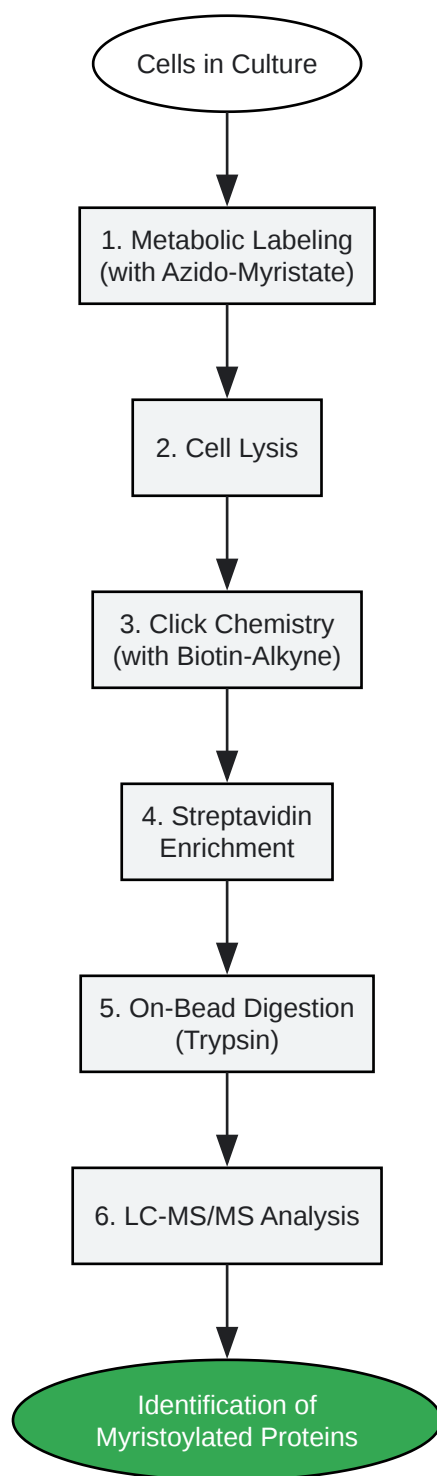 Cells in Culture
1. Metabolic Labeling
(with Azido-Myristate)
2. Cell Lysis
3. Click Chemistry
(with Biotin-Alkyne)
4. Streptavidin
Enrichment
5. On-Bead Digestion
(Trypsin)
6. LC-MS/MS Analysis
Identification of
Myristoylated Proteins